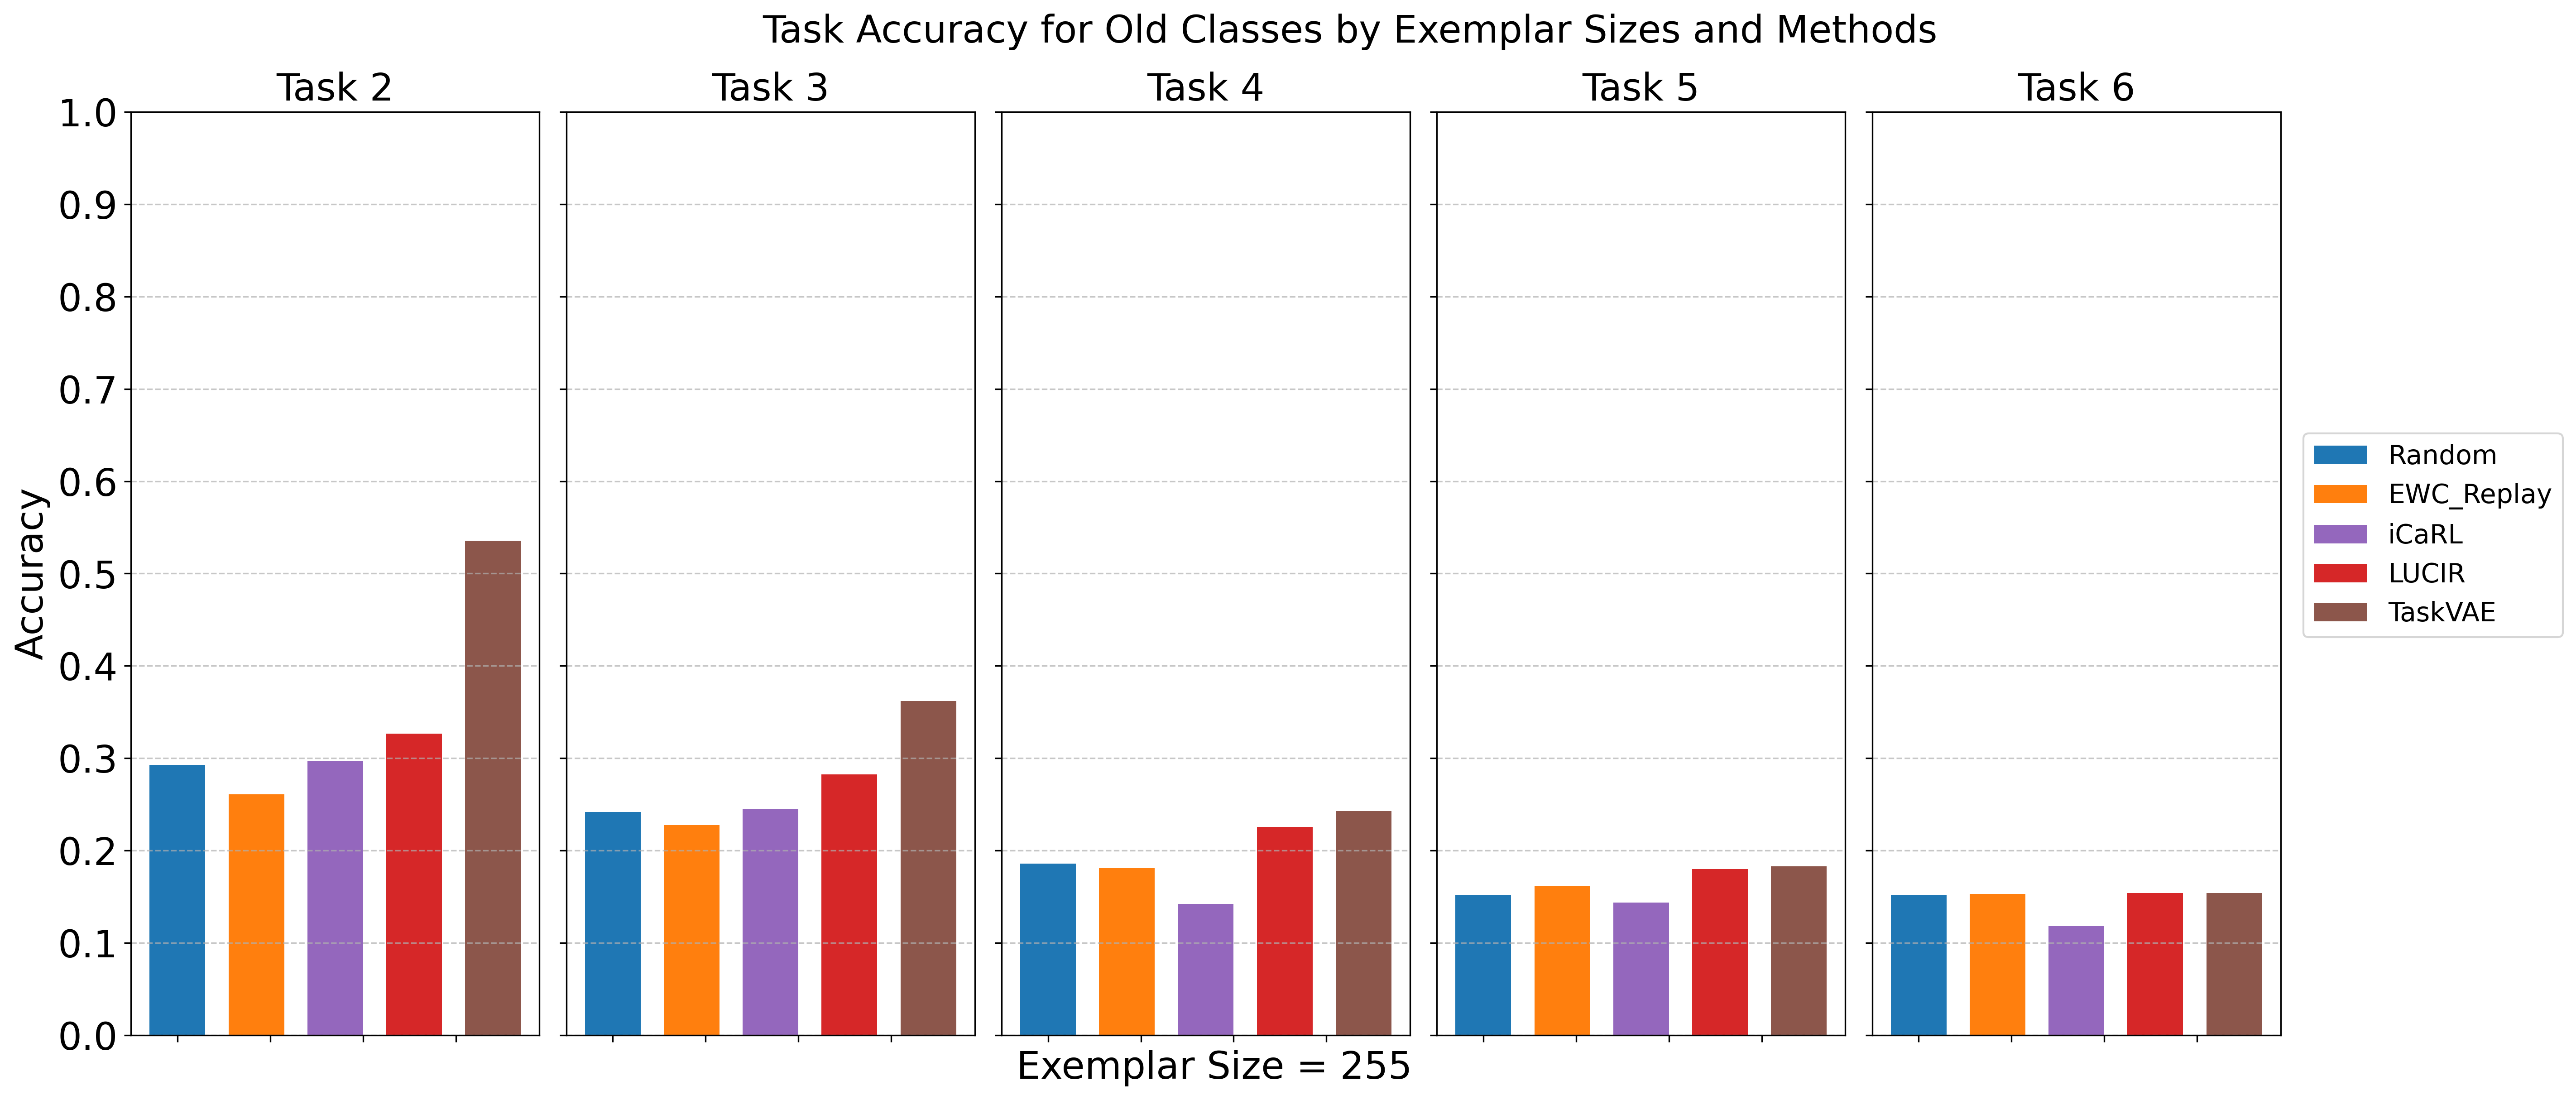 Task Accuracy for Old Classes by Exemplar Sizes and Methods
Task 2
Task 3
Task 4
Task 5
Task 6
1.0
0.9
0.8
0.7
0.6
0.5
0.4
0.3
0.2
0.1
0.0
Accuracy
Exemplar Size = 255
Random
EWC_Replay
iCaRL
LUCIR
TaskVAE